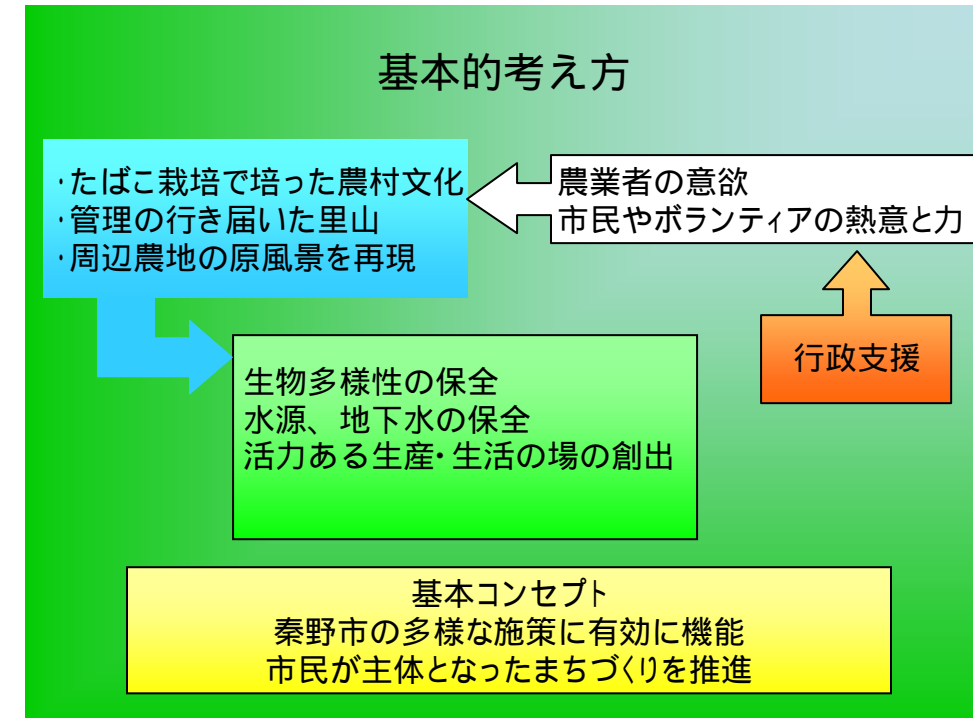 基本的考え方
・たばこ栽培で培った農村文化
・管理の行き届いた里山
・周辺農地の原風景を再現
農業者の意欲
市民やボランティアの熱意と力
行政支援
生物多様性の保全
水源、地下水の保全
活力ある生産・生活の場の創出
基本コンセプト
秦野市の多様な施策に有効に機能
市民が主体となったまちづくりを推進